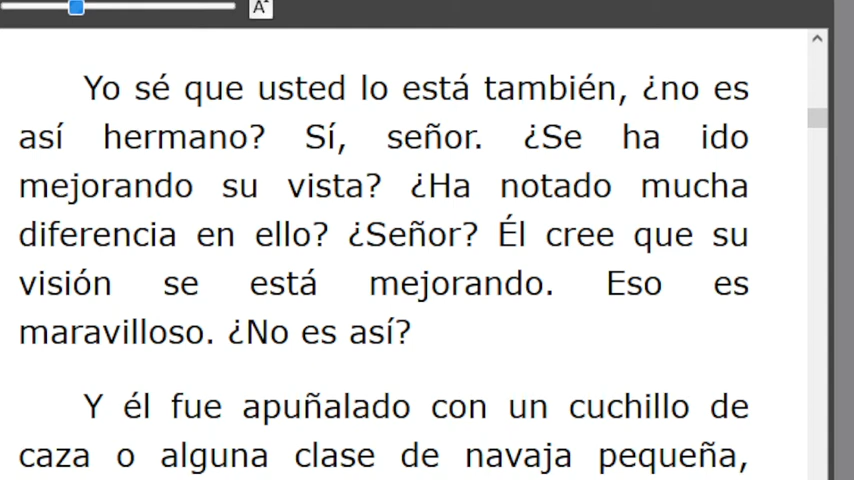 A
Yo sé que usted lo está también, ¿no es
así hermano? Sí, señor. ¿Se ha ido
mejorando su vista? ¿Ha notado mucha
diferencia en ello? ¿Señor? Él cree que su
visión se está mejorando. Eso es
maravilloso. ¿No es así?
Y él fue apuñalado con un cuchillo de
caza o alguna clase de navaja pequeña,